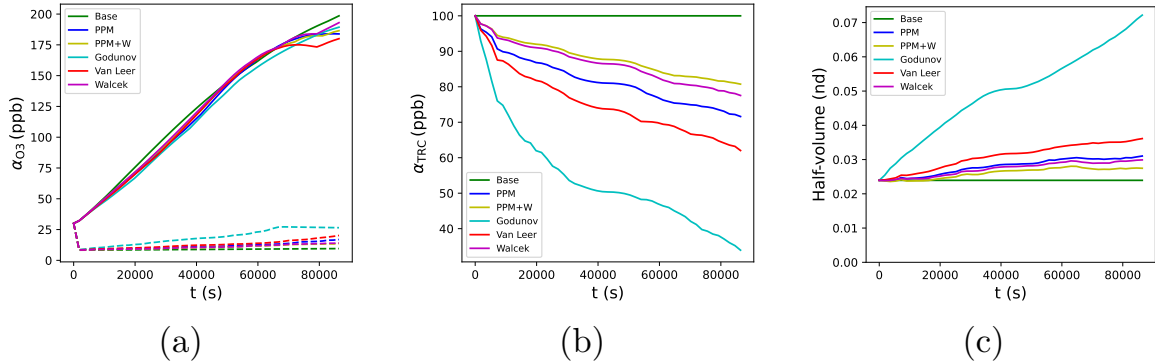 α_O3 (ppb)
200
175
150
125
100
75
50
25
0
Base
PPM
PPM+W
Godunov
Van Leer
Walcek
0 20000 40000 60000 80000
t (s)
(a)
α_TRC (ppb)
100
90
80
70
60
50
40
Base
PPM
PPM+W
Godunov
Van Leer
Walcek
0 20000 40000 60000 80000
t (s)
(b)
Half-volume (nd)
0.07
0.06
0.05
0.04
0.03
0.02
0.01
0.00
Base
PPM
PPM+W
Godunov
Van Leer
Walcek
0 20000 40000 60000 80000
t (s)
(c)